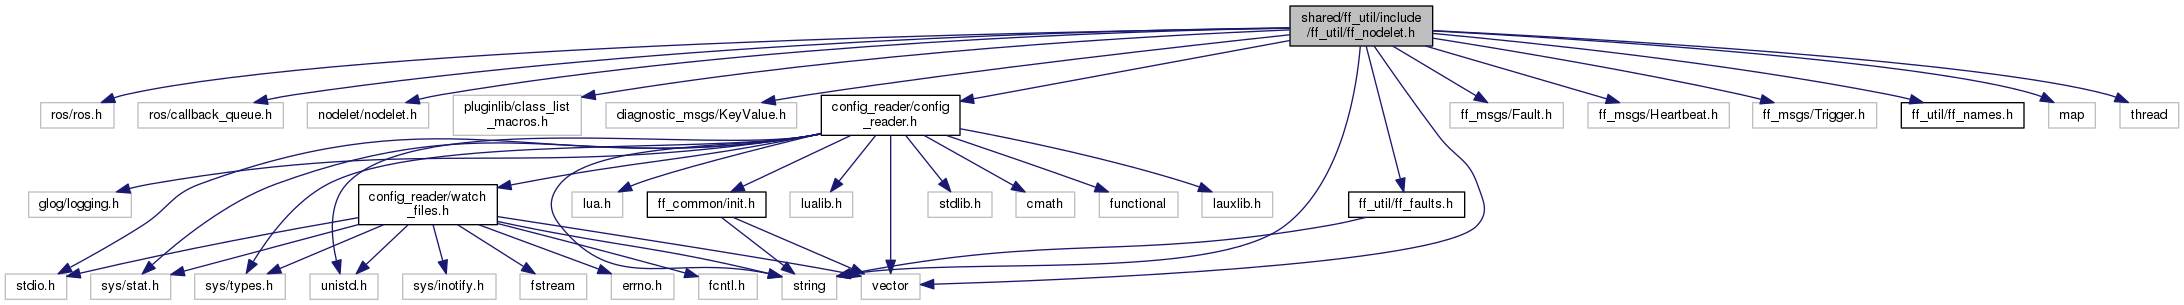 shared/ff_util/include
/ff_util/ff_nodelet.h
ros/ros.h
ros/callback_queue.h
nodelet/nodelet.h
pluginlib/class_list
_macros.h
diagnostic_msgs/KeyValue.h
config_reader/config
_reader.h
ff_msgs/Fault.h
ff_msgs/Heartbeat.h
ff_msgs/Trigger.h
ff_util/ff_names.h
map
thread
glog/logging.h
config_reader/watch
_files.h
lua.h
ff_common/init.h
lualib.h
stdlib.h
cmath
functional
lauxlib.h
ff_util/ff_faults.h
stdio.h
sys/stat.h
sys/types.h
unistd.h
sys/inotify.h
fstream
errno.h
fcntl.h
string
vector